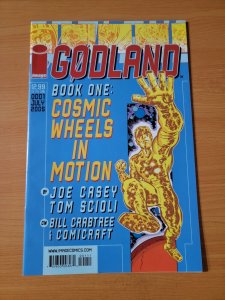 image
$2.99
GØDLAND
0001
JULY
2005
BOOK ONE:
COSMIC
WHEELS
IN
MOTION
JOE CASEY
TOM SCIOLI
BILL CRABTREE
COMICRAFT
WWW.IMAGECOMICS.COM